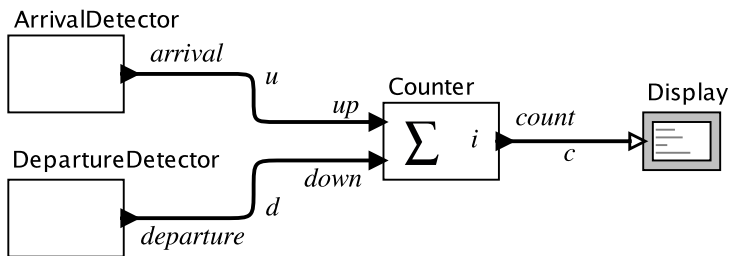 ArrivalDetector
arrival
u
up
Counter
Σ
i
count
c
Display
DepartureDetector
down
d
departure